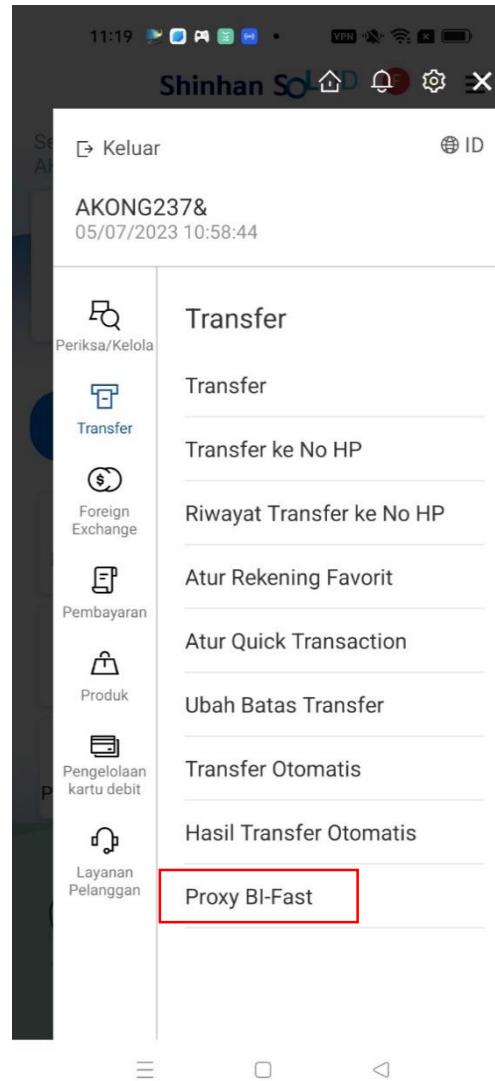 11:19
VPN
Shinhan SoL
Keluar
ID
AKONG237&
05/07/2023 10:58:44
Periksa/Kelola
Transfer
Foreign
Exchange
Pembayaran
Produk
Pengelolaan
kartu debit
Layanan
Pelanggan
Transfer
Transfer
Transfer ke No HP
Riwayat Transfer ke No HP
Atur Rekening Favorit
Atur Quick Transaction
Ubah Batas Transfer
Transfer Otomatis
Hasil Transfer Otomatis
Proxy BI-Fast